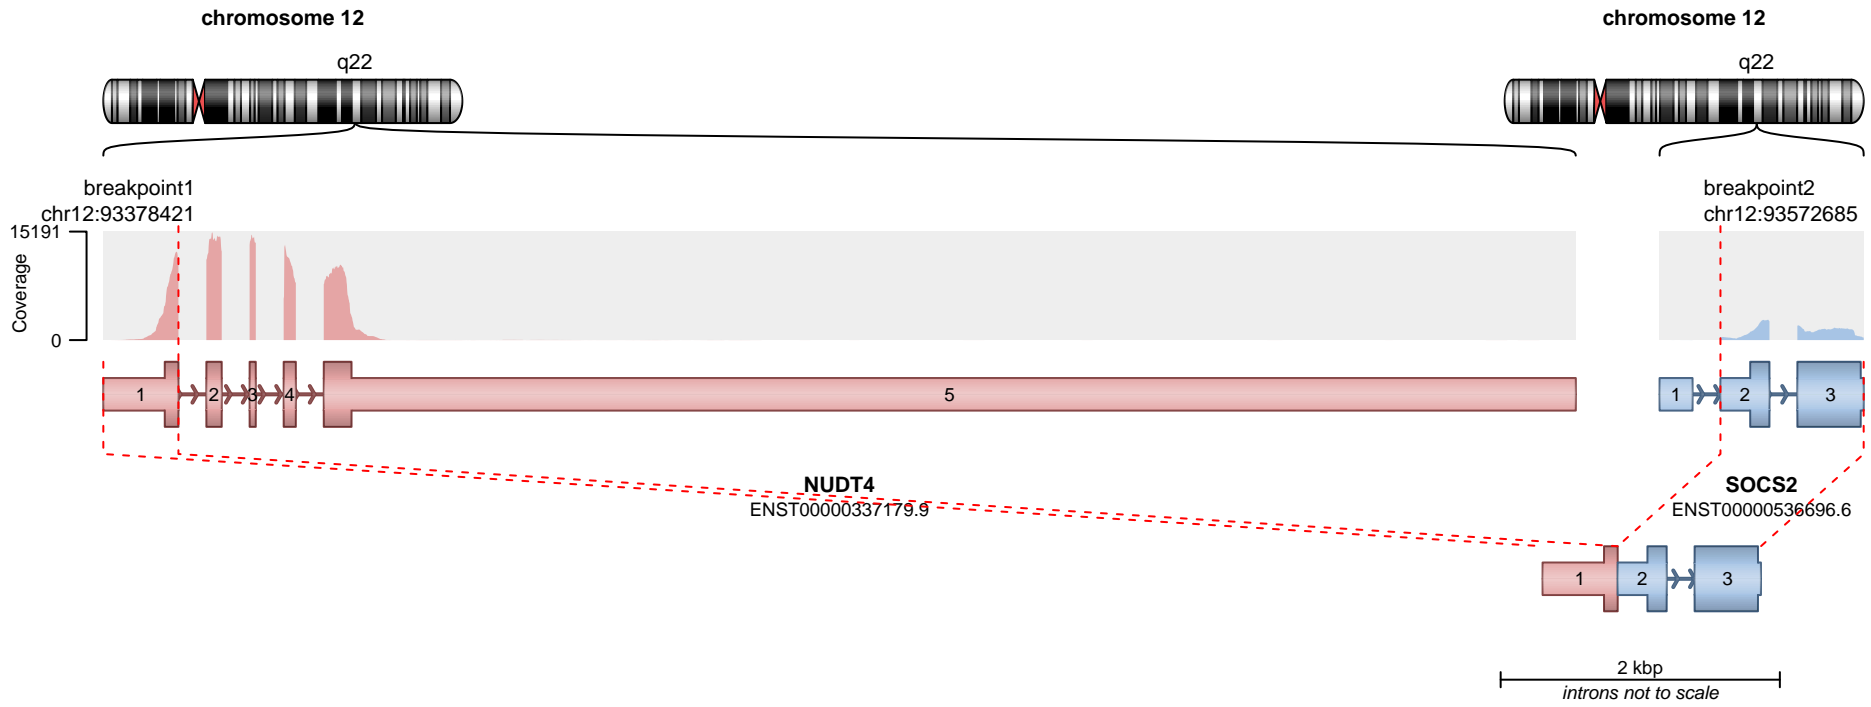 chromosome 12
chromosome 12
q22
q22
breakpoint1
chr12:93378421
breakpoint2
chr12:93572685
15191
Coverage
0
1 2 3 4 5
1 2 3
NUDT4
ENST00000337179.9
SOCS2
ENST00000536696.6
1 2 3
2 kbp
introns not to scale